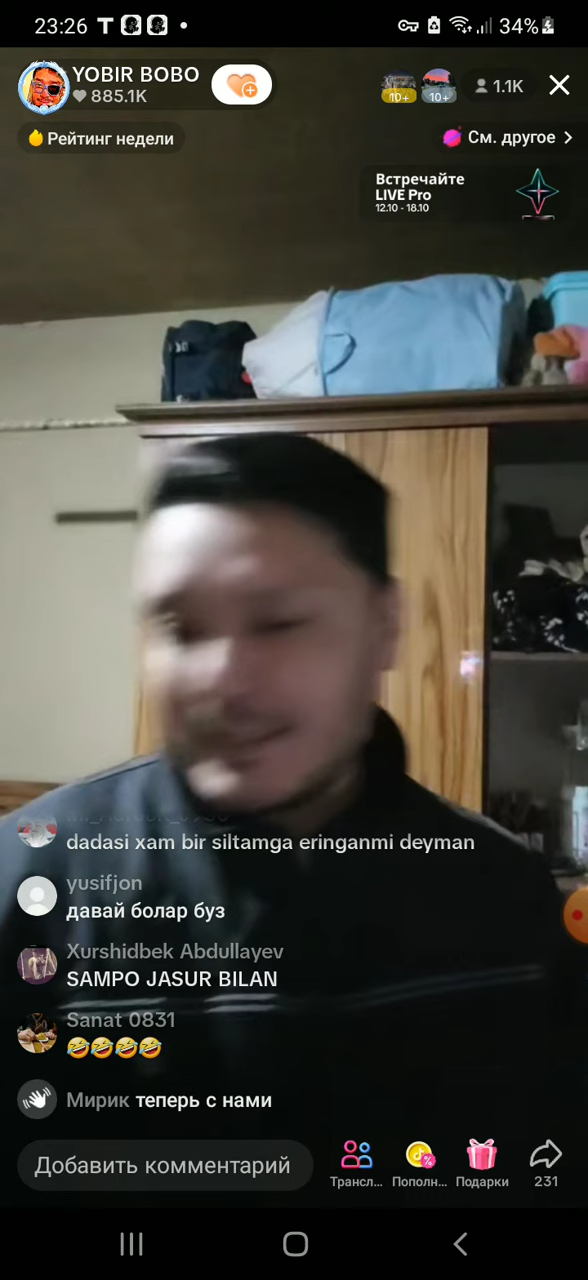 23:26
34%
YOBIR BOBO
885.1K
10+
10+
1.1K
Рейтинг недели
См. другое
Встречайте
LIVE Pro
12.10 - 18.10
dadasi xam bir siltamga eringanmi deyman
yusifjon
давай болар буз
Xurshidbek Abdullayev
SAMPO JASUR BILAN
Sanat 0831
🤣🤣🤣🤣
Мирик теперь с нами
Добавить комментарий
Трансл...
Пополн...
Подарки
231